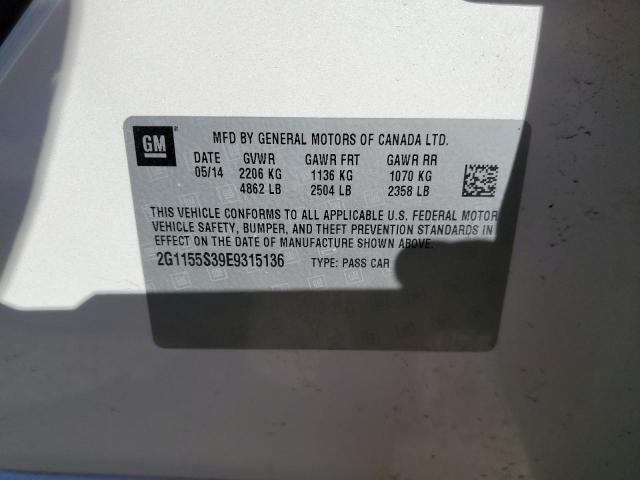 GM
MFD BY GENERAL MOTORS OF CANADA LTD.
DATE GVWR GAWR FRT GAWR RR
05/14 2206 KG 1136 KG 1070 KG
4862 LB 2504 LB 2358 LB
THIS VEHICLE CONFORMS TO ALL APPLICABLE U.S. FEDERAL MOTOR
VEHICLE SAFETY, BUMPER, AND THEFT PREVENTION STANDARDS IN
EFFECT ON THE DATE OF MANUFACTURE SHOWN ABOVE.
2G1155S39E9315136 TYPE: PASS CAR